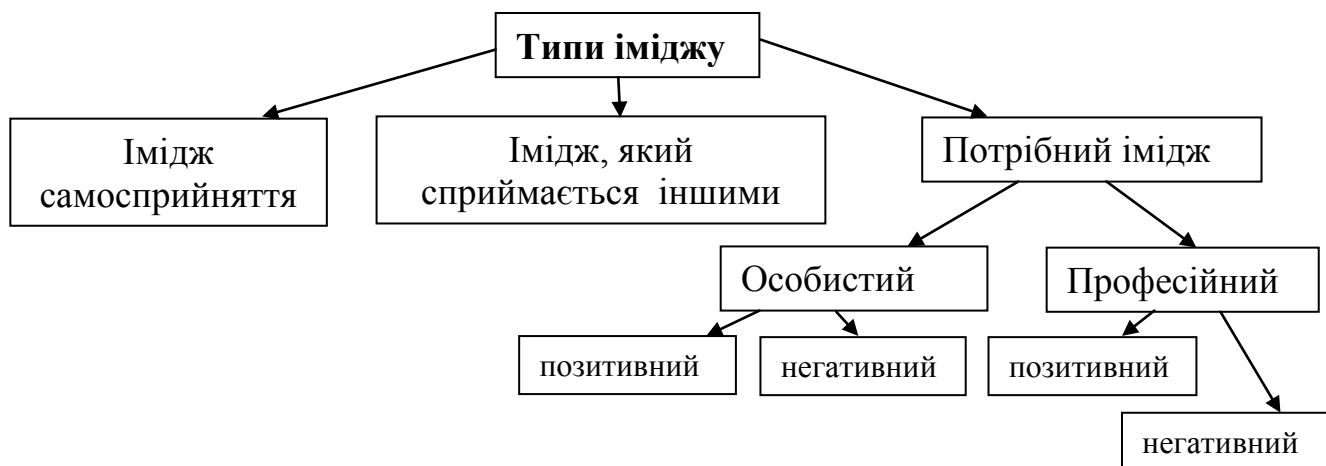 Типи іміджу
Імідж
самосприйняття
Імідж, який
сприймається іншими
Потрібний імідж
Особистий
Професійний
позитивний
негативний
позитивний
негативний